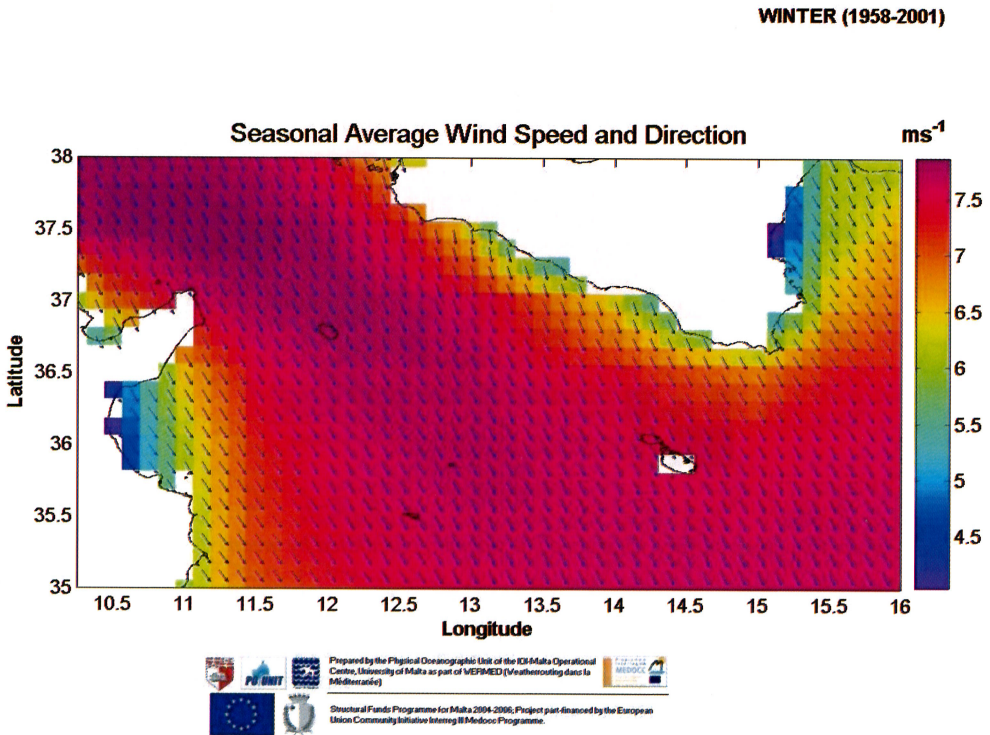 WINTER (1958-2001)
Seasonal Average Wind Speed and Direction
ms-1
38
37.5
37
36.5
36
35.5
35
Latitude
10.5 11 11.5 12 12.5 13 13.5 14 14.5 15 15.5 16
Longitude
7.5
7
6.5
6
5.5
5
4.5
PO-UNIT
MEDOCC
Prepared by the Physical Oceanographic Unit of the IOI-Malta Operational
Centre, University of Malta as part of WERMED (Weatherrouting dans la
Méditerranée)
Structural Funds Programme for Malta 2004-2006; Project part-financed by the European
Union Community Initiative Interreg III Medocc Programme.